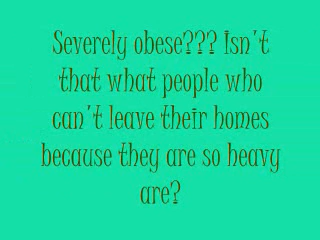 Severely obese??? Isn't
that what people who
can't leave their homes
because they are so heavy
are?